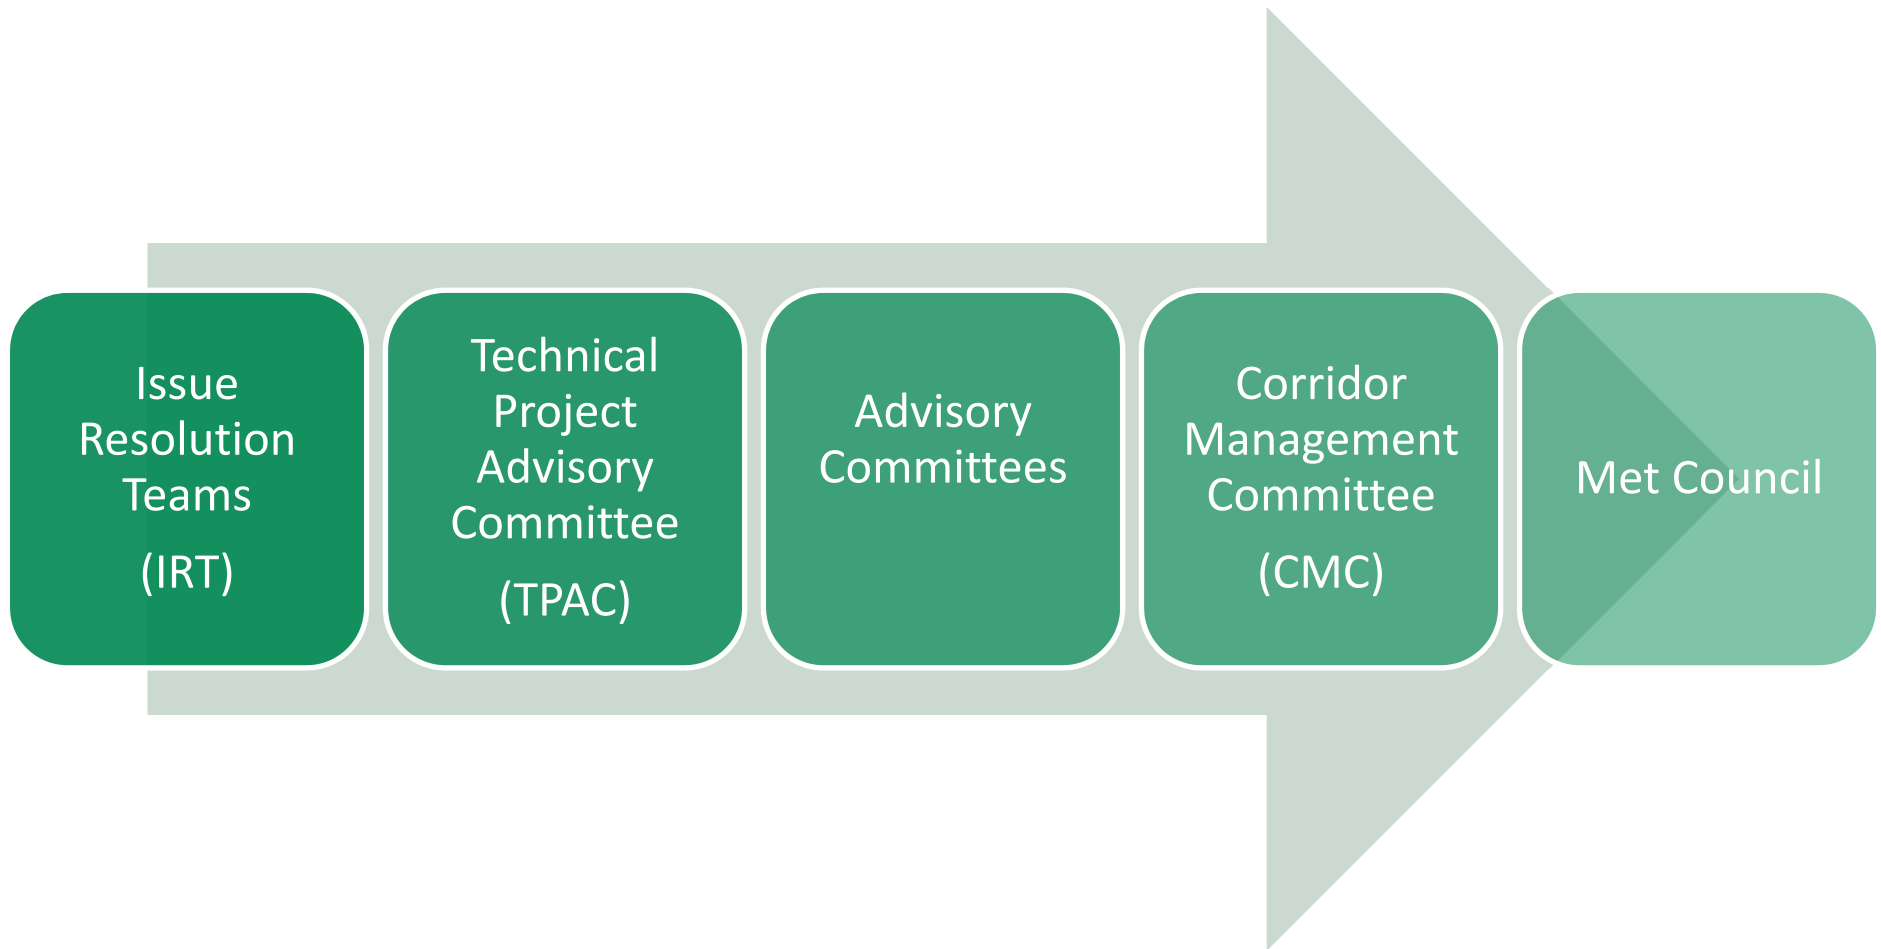 Issue
Resolution
Teams
(IRT)
Technical
Project
Advisory
Committee
(TPAC)
Advisory
Committees
Corridor
Management
Committee
(CMC)
Met Council